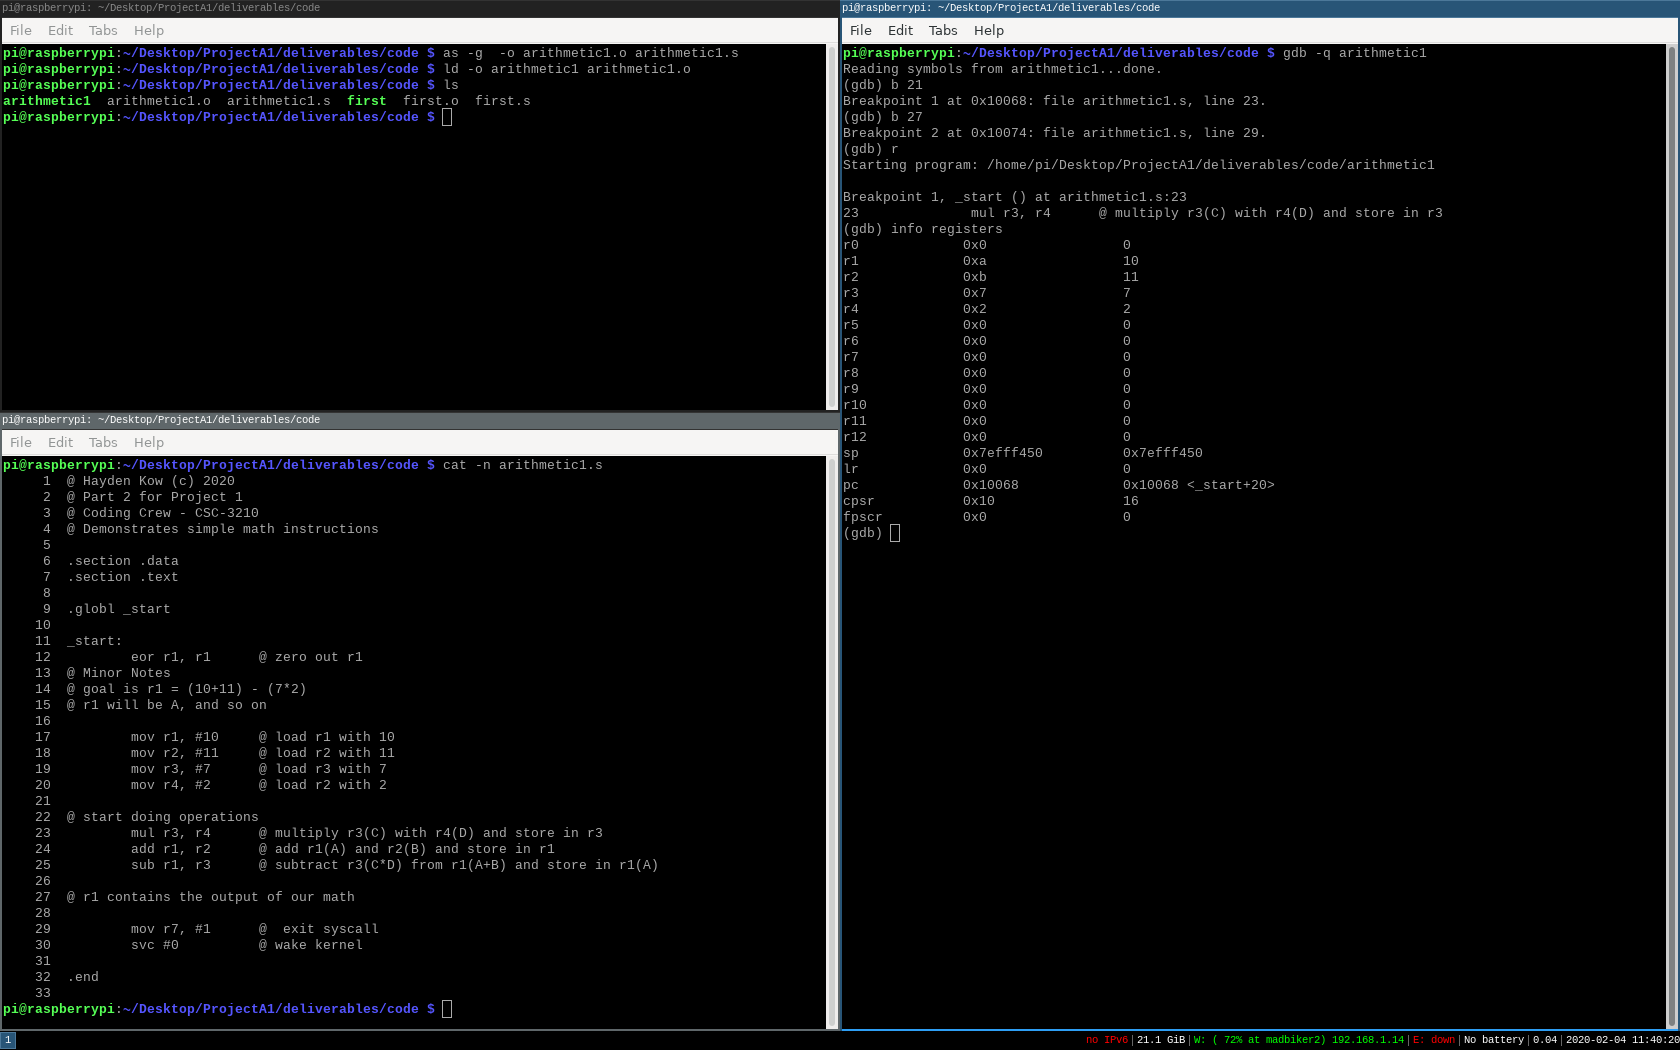 pi@raspberrypi: ~/Desktop/ProjectA1/deliverables/code
File Edit Tabs Help
pi@raspberrypi:~/Desktop/ProjectA1/deliverables/code $ as -g  -o arithmetic1.o arithmetic1.s
pi@raspberrypi:~/Desktop/ProjectA1/deliverables/code $ ld -o arithmetic1 arithmetic1.o
pi@raspberrypi:~/Desktop/ProjectA1/deliverables/code $ ls
arithmetic1  arithmetic1.o  arithmetic1.s  first  first.o  first.s
pi@raspberrypi:~/Desktop/ProjectA1/deliverables/code $
pi@raspberrypi: ~/Desktop/ProjectA1/deliverables/code
File Edit Tabs Help
pi@raspberrypi:~/Desktop/ProjectA1/deliverables/code $ cat -n arithmetic1.s
1  @ Hayden Kow (c) 2020
2  @ Part 2 for Project 1
3  @ Coding Crew - CSC-3210
4  @ Demonstrates simple math instructions
5
6  .section .data
7  .section .text
8
9  .globl _start
10
11  _start:
12          eor r1, r1      @ zero out r1
13  @ Minor Notes
14  @ goal is r1 = (10+11) - (7*2)
15  @ r1 will be A, and so on
16
17          mov r1, #10     @ load r1 with 10
18          mov r2, #11     @ load r2 with 11
19          mov r3, #7      @ load r3 with 7
20          mov r4, #2      @ load r2 with 2
21
22  @ start doing operations
23          mul r3, r4      @ multiply r3(C) with r4(D) and store in r3
24          add r1, r2      @ add r1(A) and r2(B) and store in r1
25          sub r1, r3      @ subtract r3(C*D) from r1(A+B) and store in r1(A)
26
27  @ r1 contains the output of our math
28
29          mov r7, #1      @  exit syscall
30          svc #0          @ wake kernel
31
32  .end
33
pi@raspberrypi:~/Desktop/ProjectA1/deliverables/code $
pi@raspberrypi: ~/Desktop/ProjectA1/deliverables/code
File Edit Tabs Help
pi@raspberrypi:~/Desktop/ProjectA1/deliverables/code $ gdb -q arithmetic1
Reading symbols from arithmetic1...done.
(gdb) b 21
Breakpoint 1 at 0x10068: file arithmetic1.s, line 23.
(gdb) b 27
Breakpoint 2 at 0x10074: file arithmetic1.s, line 29.
(gdb) r
Starting program: /home/pi/Desktop/ProjectA1/deliverables/code/arithmetic1
Breakpoint 1, _start () at arithmetic1.s:23
23              mul r3, r4      @ multiply r3(C) with r4(D) and store in r3
(gdb) info registers
r0             0x0                 0
r1             0xa                 10
r2             0xb                 11
r3             0x7                 7
r4             0x2                 2
r5             0x0                 0
r6             0x0                 0
r7             0x0                 0
r8             0x0                 0
r9             0x0                 0
r10            0x0                 0
r11            0x0                 0
r12            0x0                 0
sp             0x7efff450          0x7efff450
lr             0x0                 0
pc             0x10068             0x10068 <_start+20>
cpsr           0x10                16
fpscr          0x0                 0
(gdb)
1
no IPv6|21.1 GiB|W: ( 72% at madbiker2) 192.168.1.14|E: down|No battery|0.04|2020-02-04 11:40:20